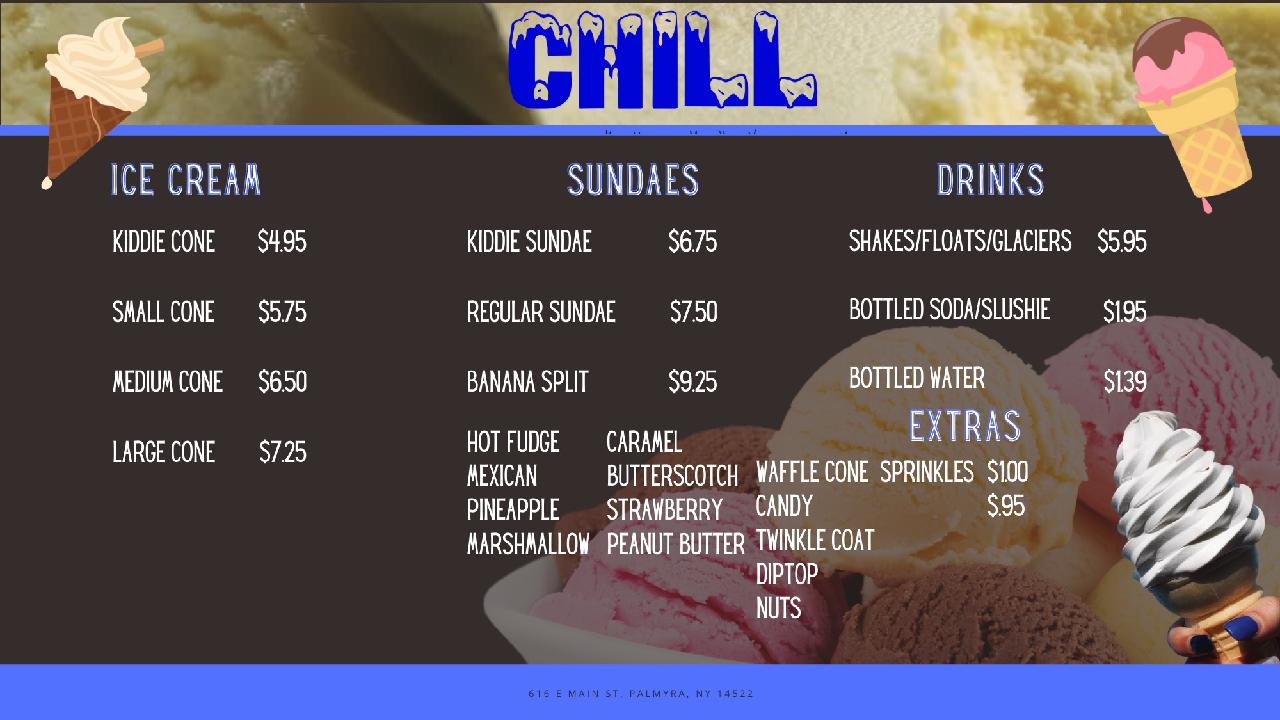 CHILL
ICE CREAM
KIDDIE CONE $4.95
SMALL CONE $5.75
MEDIUM CONE $6.50
LARGE CONE $7.25
SUNDAES
KIDDIE SUNDAE $6.75
REGULAR SUNDAE $7.50
BANANA SPLIT $9.25
HOT FUDGE CARAMEL
MEXICAN BUTTERSCOTCH
PINEAPPLE STRAWBERRY
MARSHMALLOW PEANUT BUTTER
DRINKS
SHAKES/FLOATS/GLACIERS $5.95
BOTTLED SODA/SLUSHIE $1.95
BOTTLED WATER $1.39
EXTRAS
WAFFLE CONE SPRINKLES $1.00
CANDY $.95
TWINKLE COAT
DIPTOP
NUTS
616 E MAIN ST. PALMYRA, NY 14522